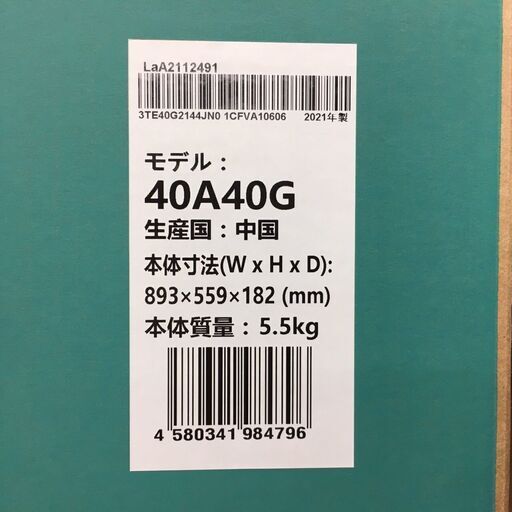 LaA2112491
3TE40G2144JN0 1CFVA10606 2021年製
モデル：
40A40G
生産国：中国
本体寸法(W x H x D):
893×559×182 (mm)
本体質量：5.5kg
4 580341 984796